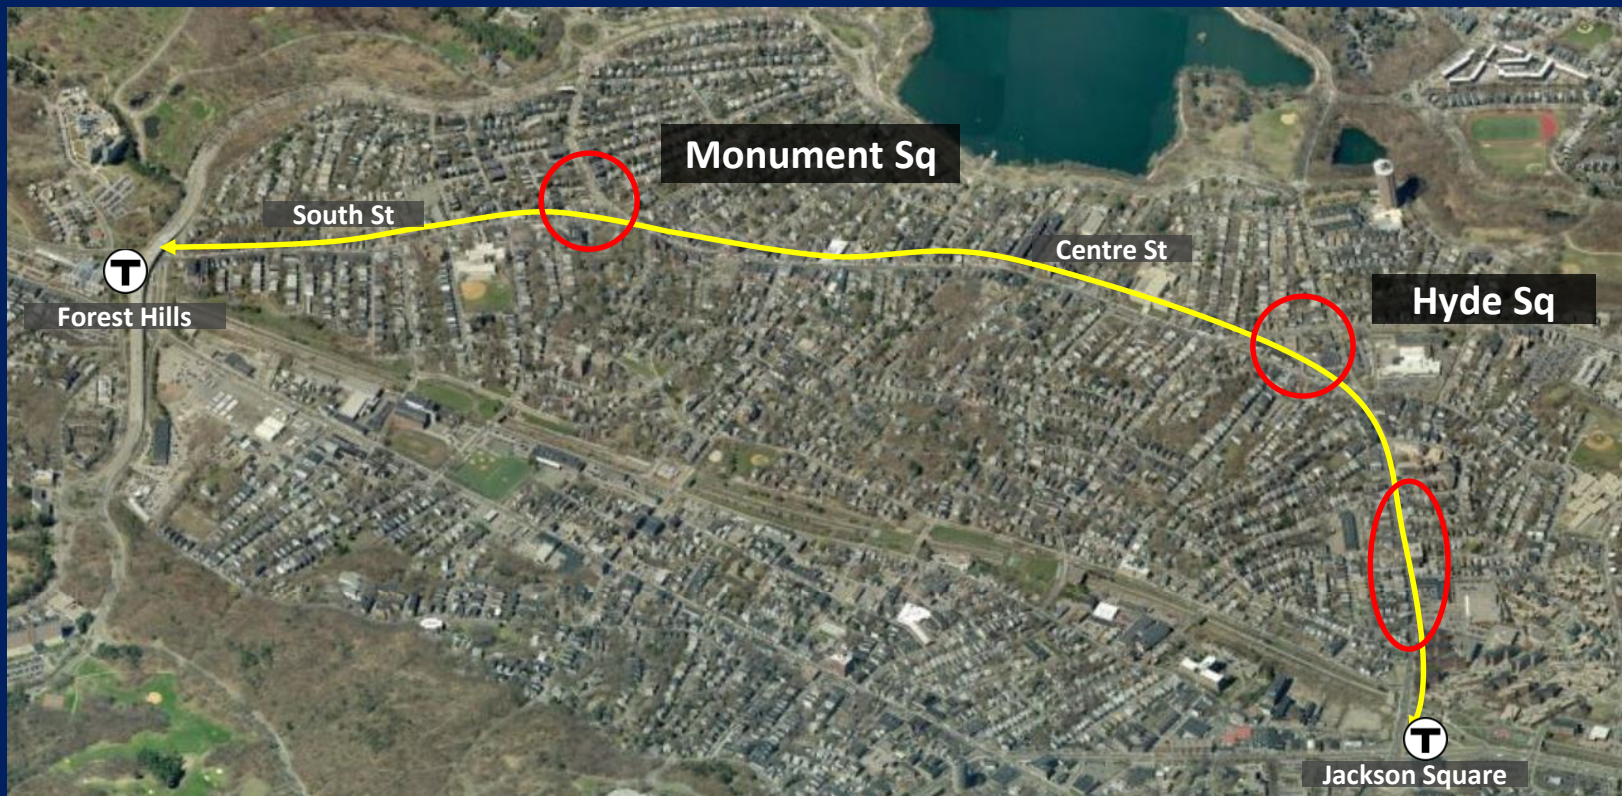 Monument Sq
South St
Centre St
T
Forest Hills
Hyde Sq
T
Jackson Square